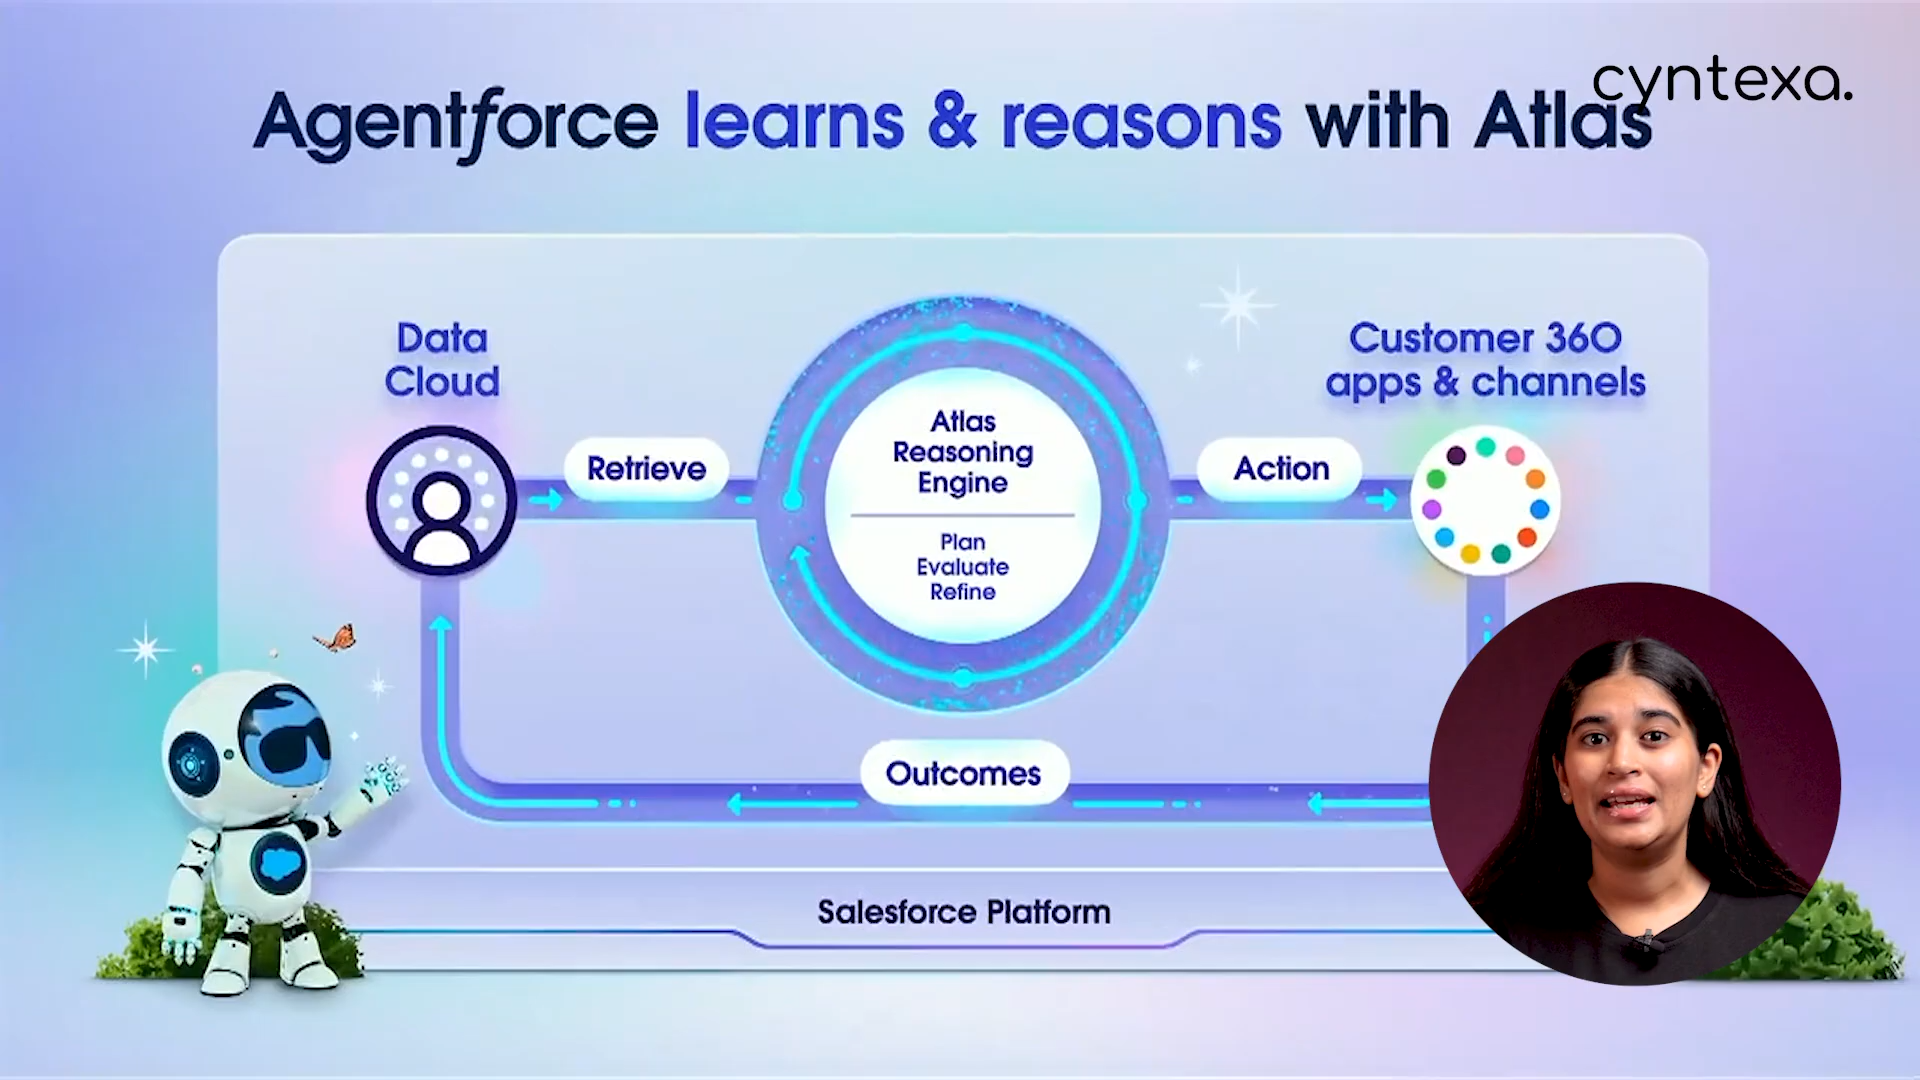 cyntexa.
Agentforce learns & reasons with Atlas
Data
Cloud
Retrieve
Atlas
Reasoning
Engine
Plan
Evaluate
Refine
Action
Customer 360
apps & channels
Outcomes
Salesforce Platform